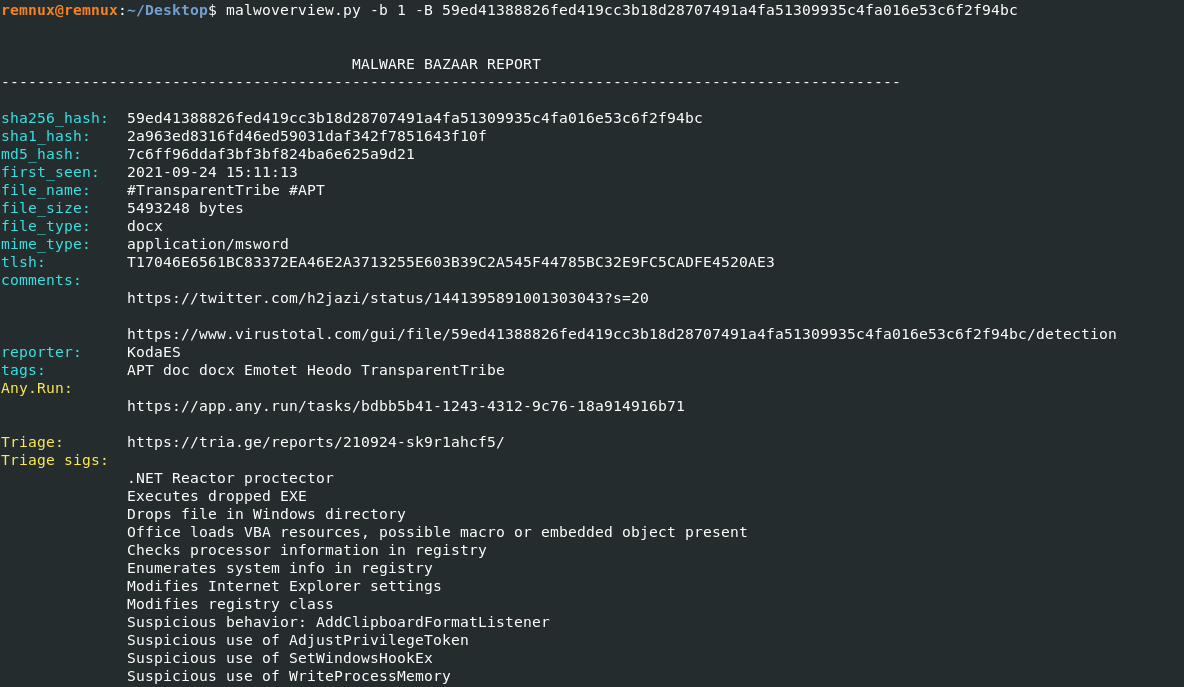 remnux@remnux:~/Desktop$ malwoverview.py -b 1 -B 59ed41388826fed419cc3b18d28707491a4fa51309935c4fa016e53c6f2f94bc
MALWARE BAZAAR REPORT
----------------------------------------------------------------------------------------------------
sha256_hash: 59ed41388826fed419cc3b18d28707491a4fa51309935c4fa016e53c6f2f94bc
sha1_hash: 2a963ed8316fd46ed59031daf342f7851643f10f
md5_hash: 7c6ff96ddaf3bf3bf824ba6e625a9d21
first_seen: 2021-09-24 15:11:13
file_name: #TransparentTribe #APT
file_size: 5493248 bytes
file_type: docx
mime_type: application/msword
tlsh: T17046E6561BC83372EA46E2A3713255E603B39C2A545F44785BC32E9FC5CADFE4520AE3
comments:
https://twitter.com/h2jazi/status/1441395891001303043?s=20
https://www.virustotal.com/gui/file/59ed41388826fed419cc3b18d28707491a4fa51309935c4fa016e53c6f2f94bc/detection
reporter: KodaES
tags: APT doc docx Emotet Heodo TransparentTribe
Any.Run:
https://app.any.run/tasks/bdbb5b41-1243-4312-9c76-18a914916b71
Triage: https://tria.ge/reports/210924-sk9r1ahcf5/
Triage sigs:
.NET Reactor proctector
Executes dropped EXE
Drops file in Windows directory
Office loads VBA resources, possible macro or embedded object present
Checks processor information in registry
Enumerates system info in registry
Modifies Internet Explorer settings
Modifies registry class
Suspicious behavior: AddClipboardFormatListener
Suspicious use of AdjustPrivilegeToken
Suspicious use of SetWindowsHookEx
Suspicious use of WriteProcessMemory